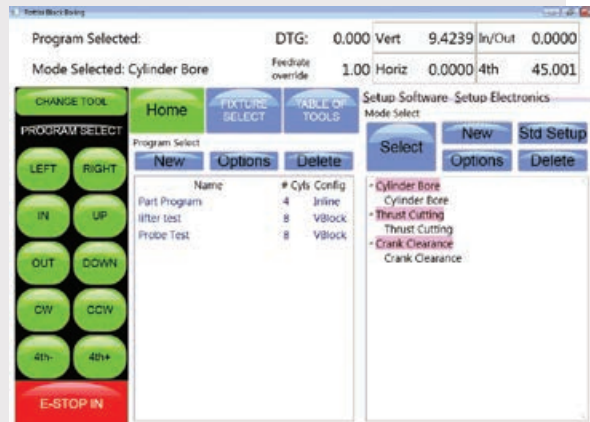 Rottler Block Boring
Program Selected: DTG: 0.000 Vert 9.4239 In/Out 0.0000
Mode Selected: Cylinder Bore Feedrate override 1.00 Horiz 0.0000 4th 45.001
CHANGE TOOL
PROGRAM SELECT
LEFT RIGHT
IN UP
OUT DOWN
CW CCW
4th- 4th+
E-STOP IN
Home FIXTURE SELECT TABLE OF TOOLS
Program Select
New Options Delete
Name # Cyls Config
Part Program 4 Inline
lifter test 8 VBlock
Probe Test 8 VBlock
Setup Software Setup Electronics
Mode Select
Select New Std Setup
Options Delete
Cylinder Bore
Cylinder Bore
Thrust Cutting
Thrust Cutting
Crank Clearance
Crank Clearance